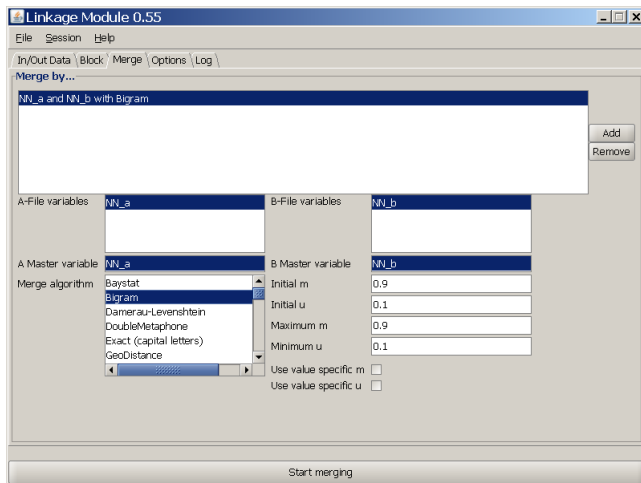 Linkage Module 0.55
File Session Help
In/Out Data Block Merge Options Log
Merge by...
NN_a and NN_b with Bigram
Add
Remove
A-File variables NN_a B-File variables NN_b
A Master variable NN_a B Master variable NN_b
Merge algorithm Baystat Initial m 0.9
Bigram Initial u 0.1
Damerau-Levenshtein
DoubleMetaphone Maximum m 0.9
Exact (capital letters) Minimum u 0.1
GeoDistance
Use value specific m
Use value specific u
Start merging